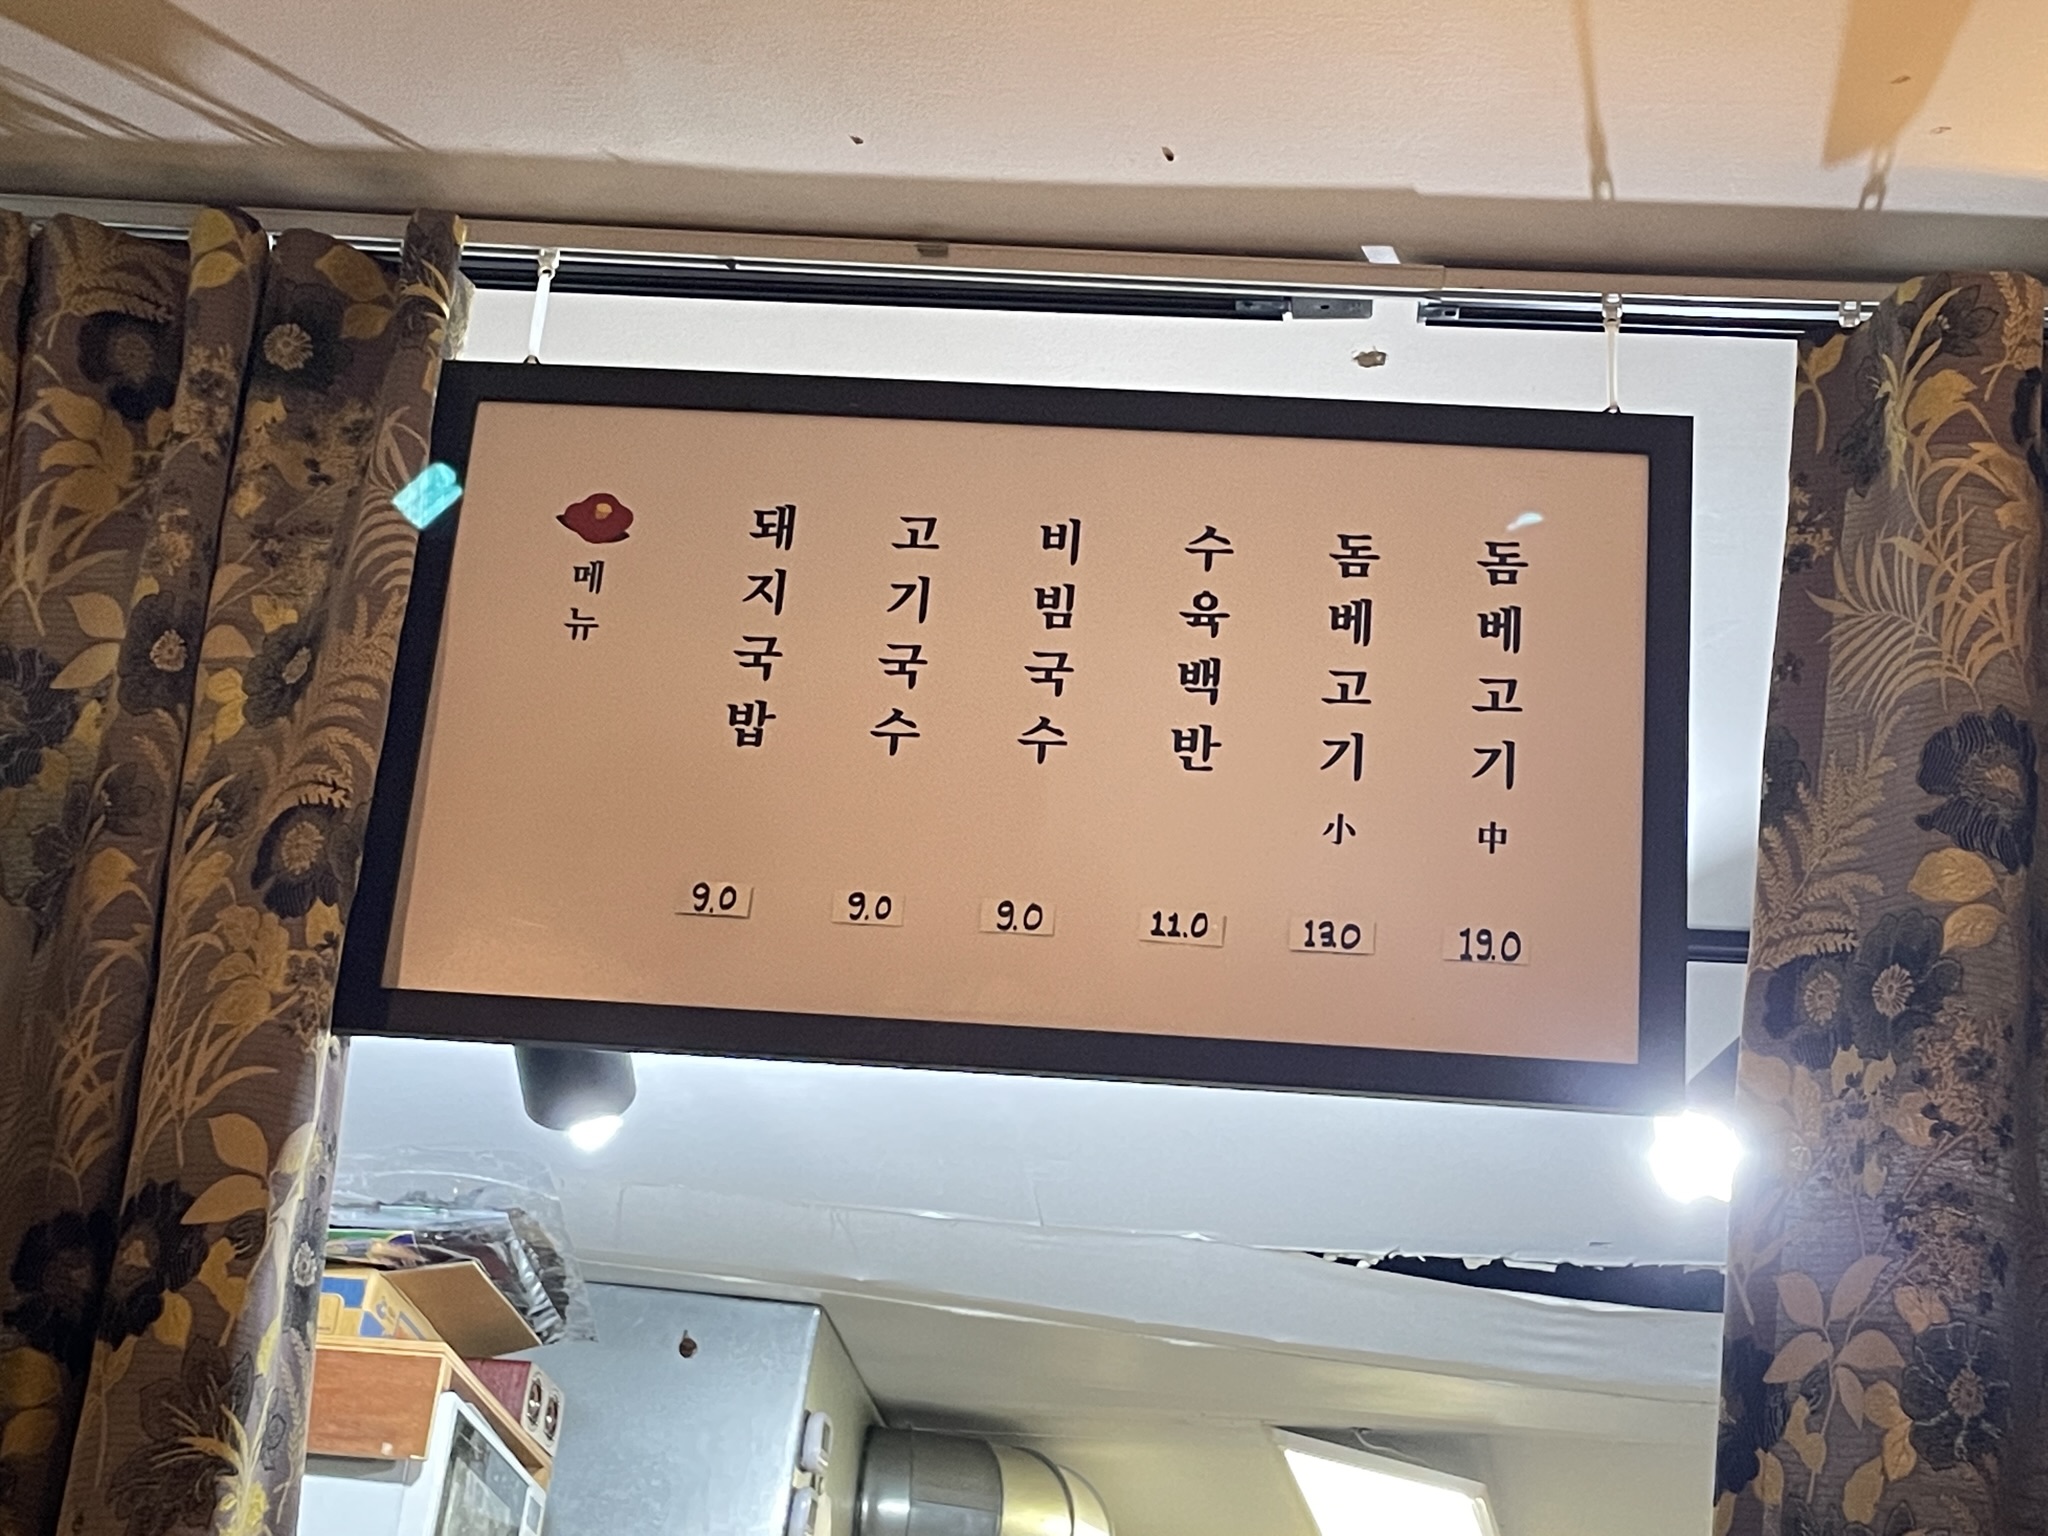 메뉴
돼지국밥
9.0
고기국수
9.0
비빔국수
9.0
수육백반
11.0
돔베고기 小
13.0
돔베고기 中
19.0